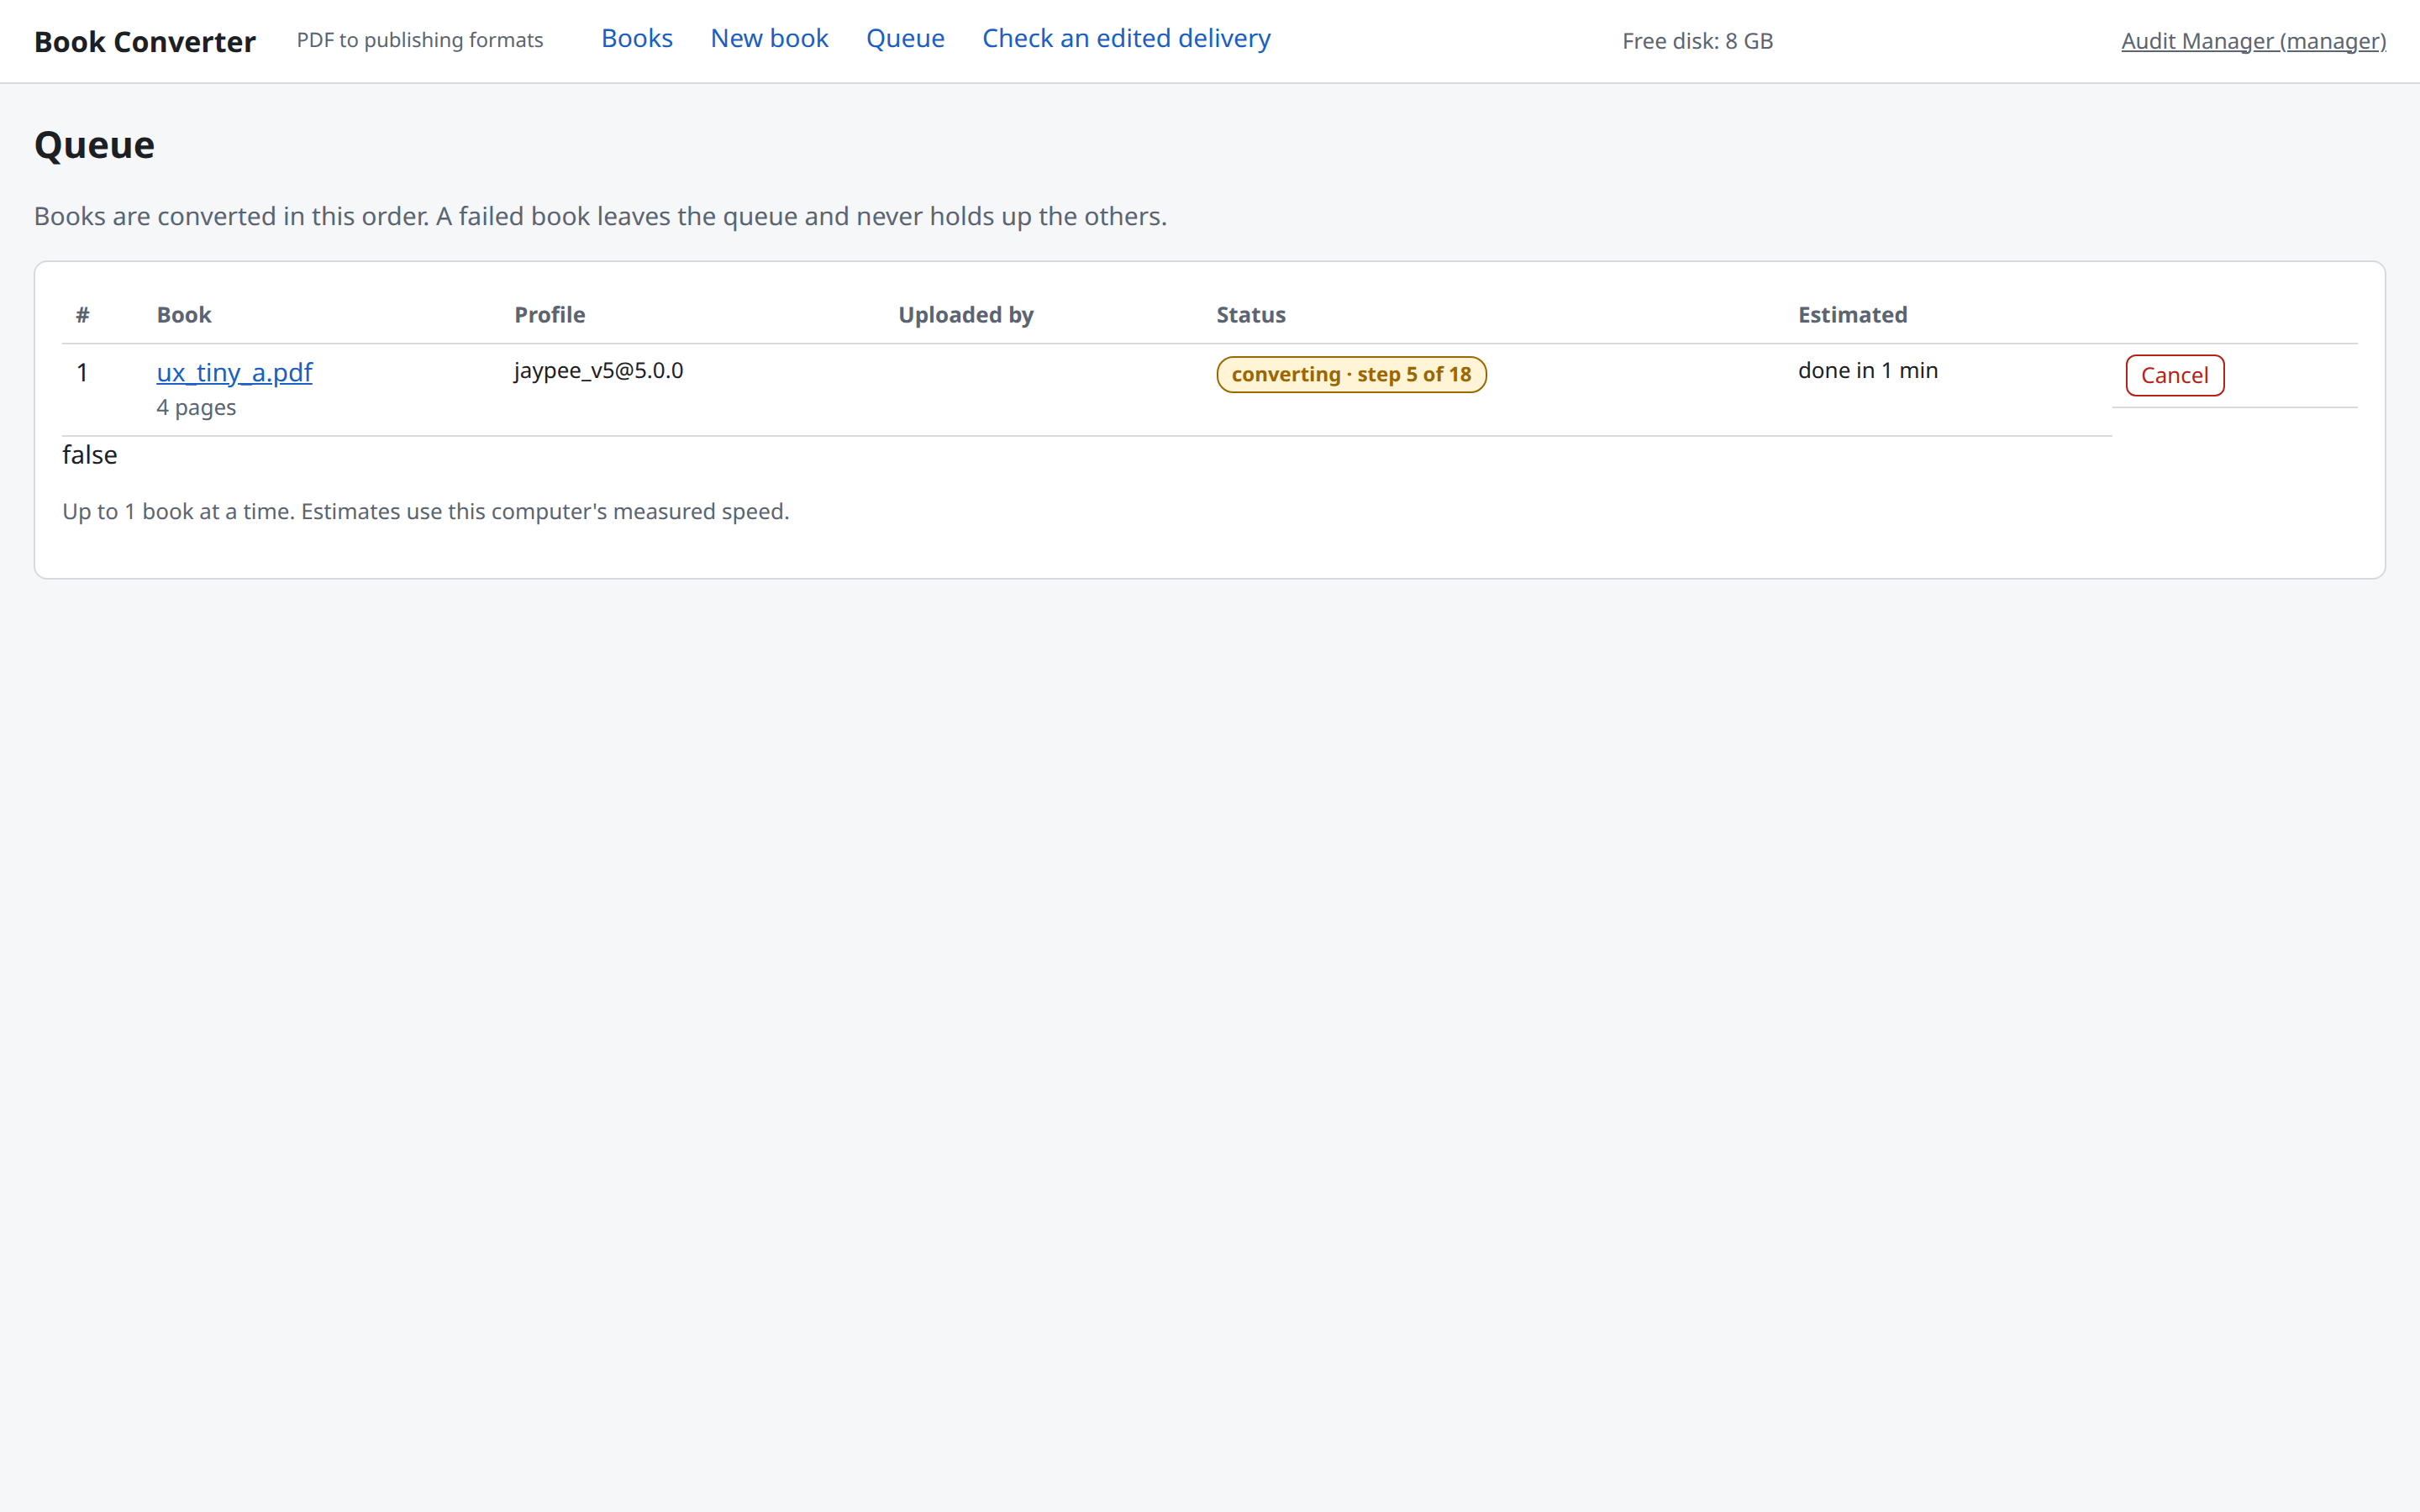 Book Converter PDF to publishing formats Books New book Queue Check an edited delivery Free disk: 8 GB Audit Manager (manager)
Queue
Books are converted in this order. A failed book leaves the queue and never holds up the others.
# Book Profile Uploaded by Status Estimated
1 ux_tiny_a.pdf jaypee_v5@5.0.0 converting · step 5 of 18 done in 1 min Cancel
4 pages
false
Up to 1 book at a time. Estimates use this computer's measured speed.